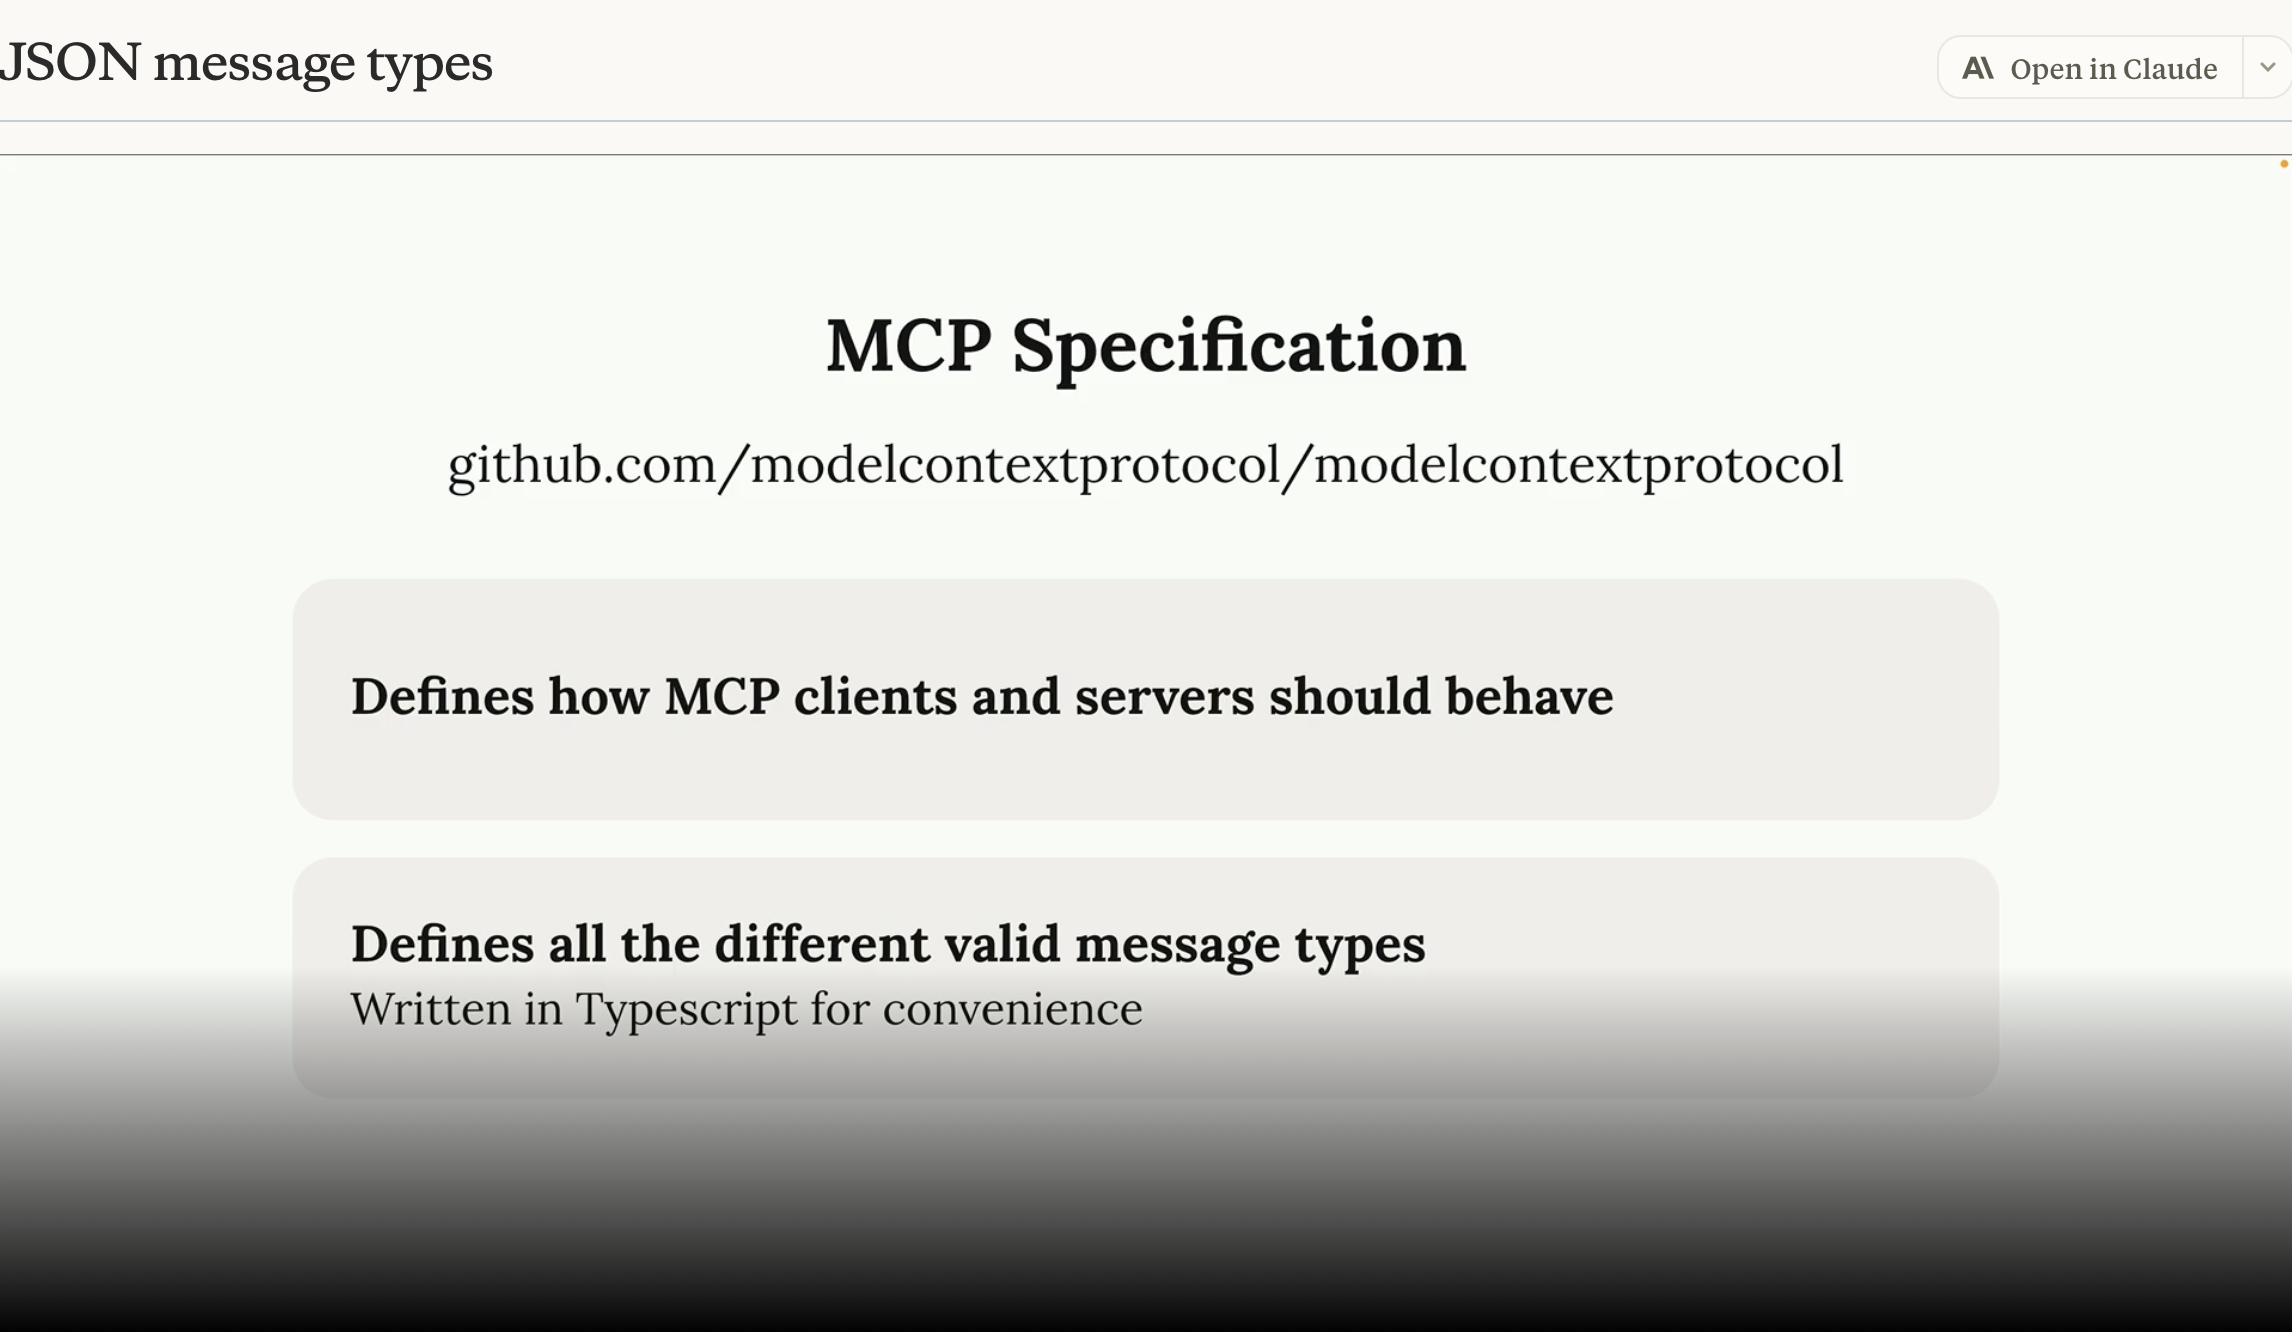 JSON message types
Open in Claude
MCP Specification
github.com/modelcontextprotocol/modelcontextprotocol
Defines how MCP clients and servers should behave
Defines all the different valid message types
Written in Typescript for convenience